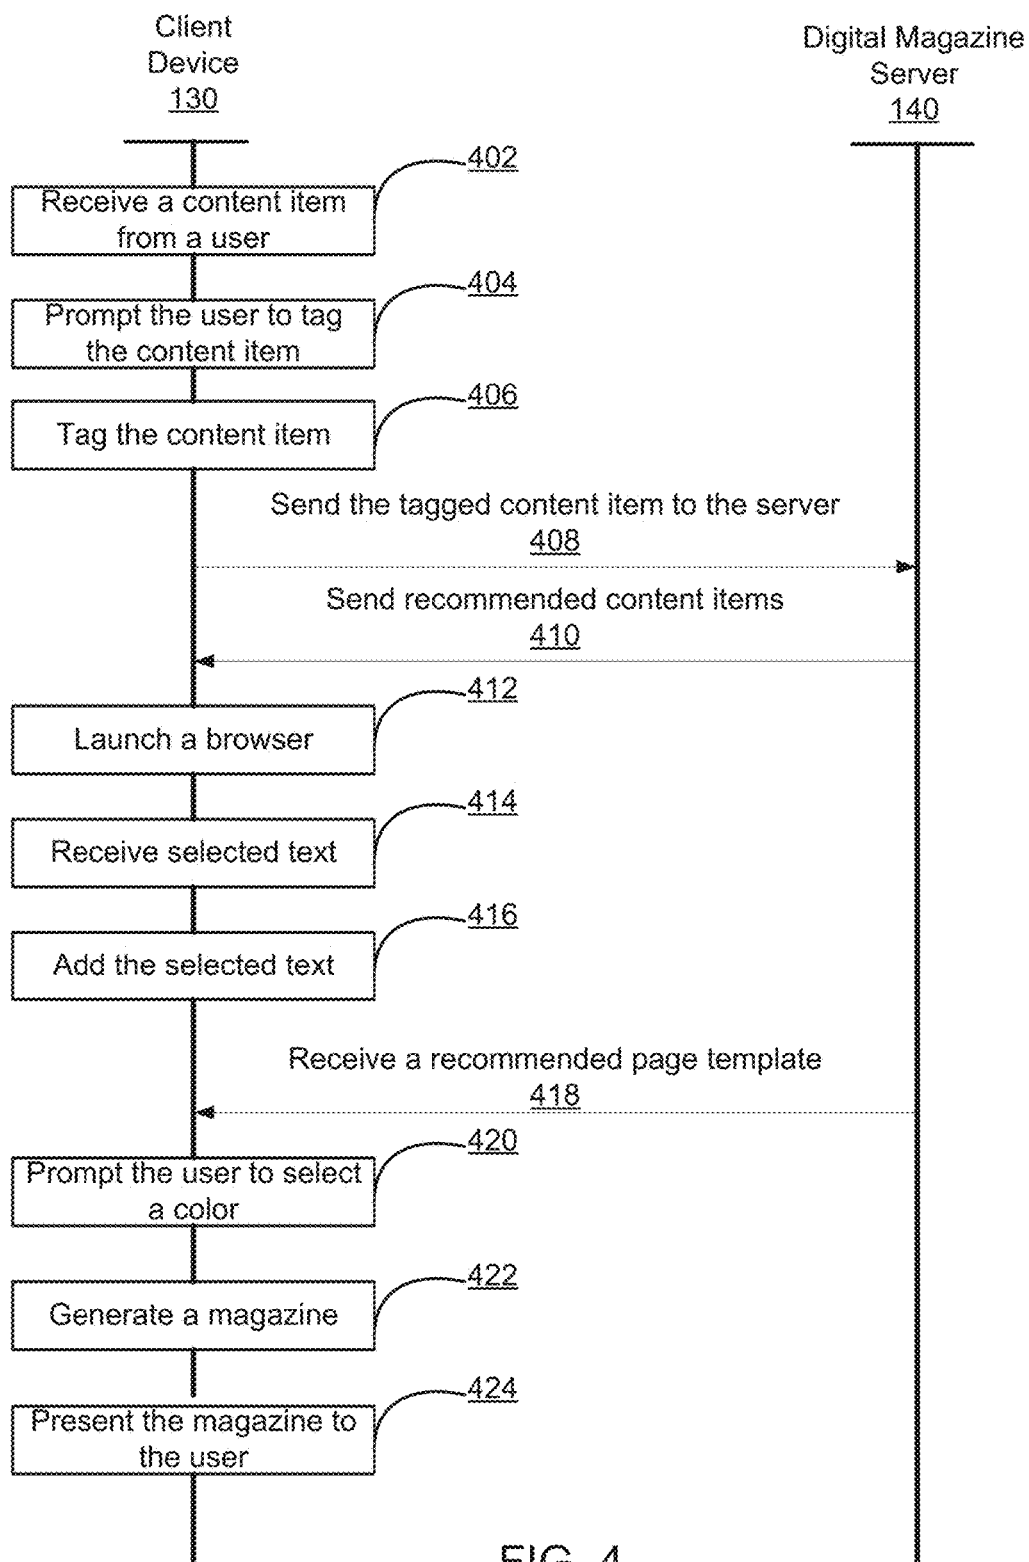 Client
Device
130
Digital Magazine
Server
140
402
Receive a content item
from a user
404
Prompt the user to tag
the content item
406
Tag the content item
Send the tagged content item to the server
408
Send recommended content items
410
412
Launch a browser
414
Receive selected text
416
Add the selected text
Receive a recommended page template
418
420
Prompt the user to select
a color
422
Generate a magazine
424
Present the magazine to
the user
FIG. 4